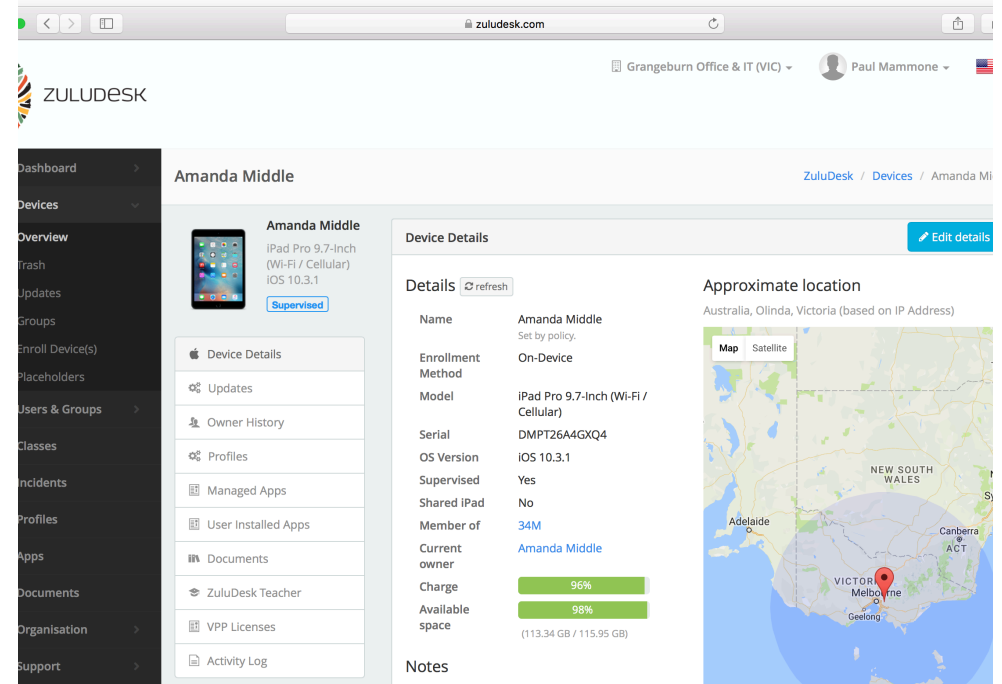 zuludesk.com
Grangeburn Office & IT (VIC)
Paul Mammone
ZULUDESK
Dashboard
Devices
Overview
Trash
Updates
Groups
Enroll Device(s)
Placeholders
Users & Groups
Classes
Incidents
Profiles
Apps
Documents
Organisation
Support
Amanda Middle
ZuluDesk / Devices / Amanda Mi
Amanda Middle
iPad Pro 9.7-Inch
(Wi-Fi / Cellular)
iOS 10.3.1
Supervised
Device Details
Updates
Owner History
Profiles
Managed Apps
User Installed Apps
Documents
ZuluDesk Teacher
VPP Licenses
Activity Log
Device Details
Edit details
Details refresh
Name Amanda Middle
Set by policy.
Enrollment Method On-Device
Model iPad Pro 9.7-Inch (Wi-Fi /
Cellular)
Serial DMPT26A4GXQ4
OS Version iOS 10.3.1
Supervised Yes
Shared iPad No
Member of 34M
Current owner Amanda Middle
Charge 96%
Available space 98%
(113.34 GB / 115.95 GB)
Notes
Approximate location
Australia, Olinda, Victoria (based on IP Address)
Map Satellite
NEW SOUTH
WALES
Sy
Adelaide
Canberra
ACT
VICTORI
Melbourne
Geelong